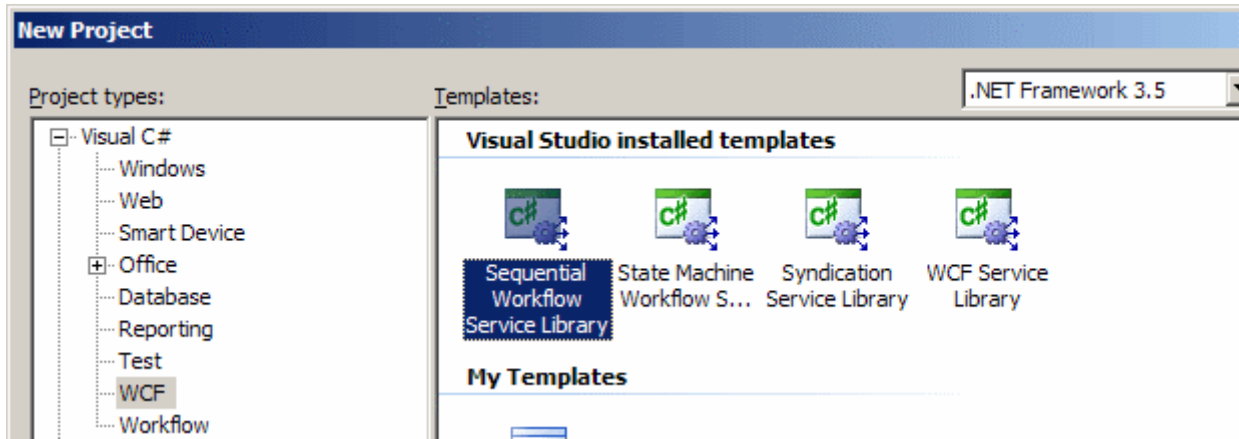 New Project
Project types:
Templates:
.NET Framework 3.5
Visual C#
Windows
Web
Smart Device
Office
Database
Reporting
Test
WCF
Workflow
Visual Studio installed templates
C#
C#
C#
C#
Sequential
Workflow
Service Library
State Machine
Workflow S...
Syndication
Service Library
WCF Service
Library
My Templates